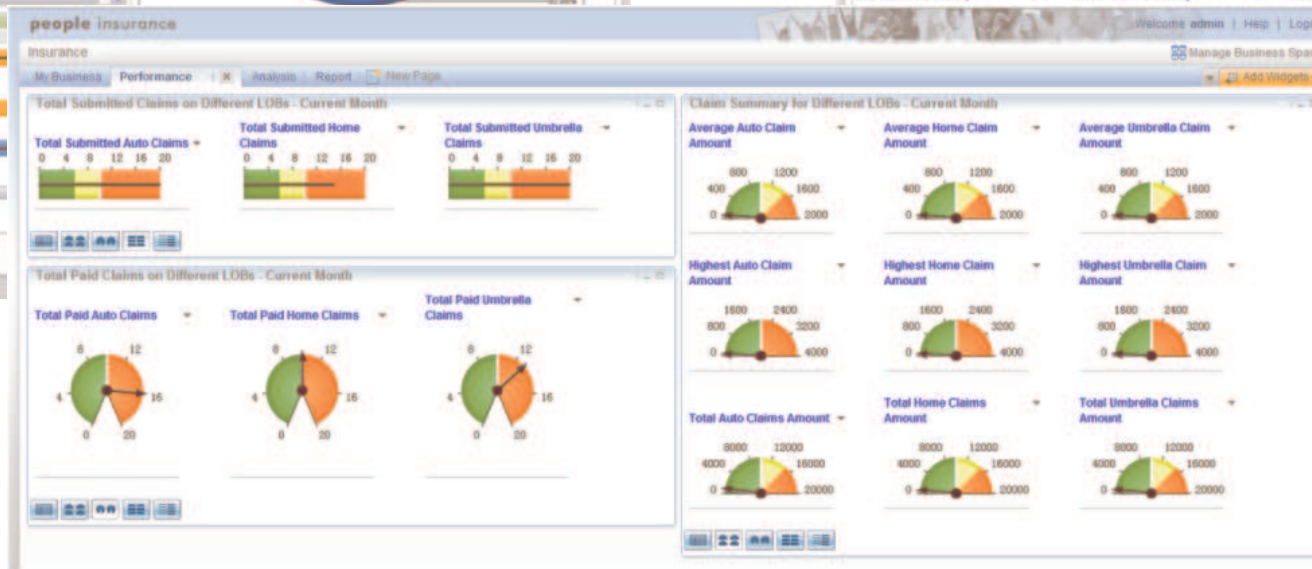 people insurance
Welcome admin | Help |
Insurance
Manage Business
My Business Performance X Analysis Report New Page
Add Widgets
Total Submitted Claims on Different LOBs - Current Month
Total Submitted Auto Claims
0 4 8 12 16 20
Total Submitted Home
Claims
0 4 8 12 16 20
Total Submitted Umbrella
Claims
0 4 8 12 16 20
Total Paid Claims on Different LOBs - Current Month
Total Paid Auto Claims
8 12
4 16
0 20
Total Paid Home Claims
8 12
4 16
0 20
Total Paid Umbrella
Claims
8 12
4 16
0 20
Claim Summary for Different LOBs - Current Month
Average Auto Claim
Amount
800 1200
400 1600
0 2000
Average Home Claim
Amount
800 1200
400 1600
0 2000
Average Umbrella Claim
Amount
800 1200
400 1600
0 2000
Highest Auto Claim
Amount
1600 2400
800 3200
0 4000
Highest Home Claim
Amount
1600 2400
800 3200
0 4000
Highest Umbrella Claim
Amount
1600 2400
800 3200
0 4000
Total Auto Claims Amount
8000 12000
4000 16000
0 20000
Total Home Claims
Amount
8000 12000
4000 16000
0 20000
Total Umbrella Claims
Amount
8000 12000
4000 16000
0 20000